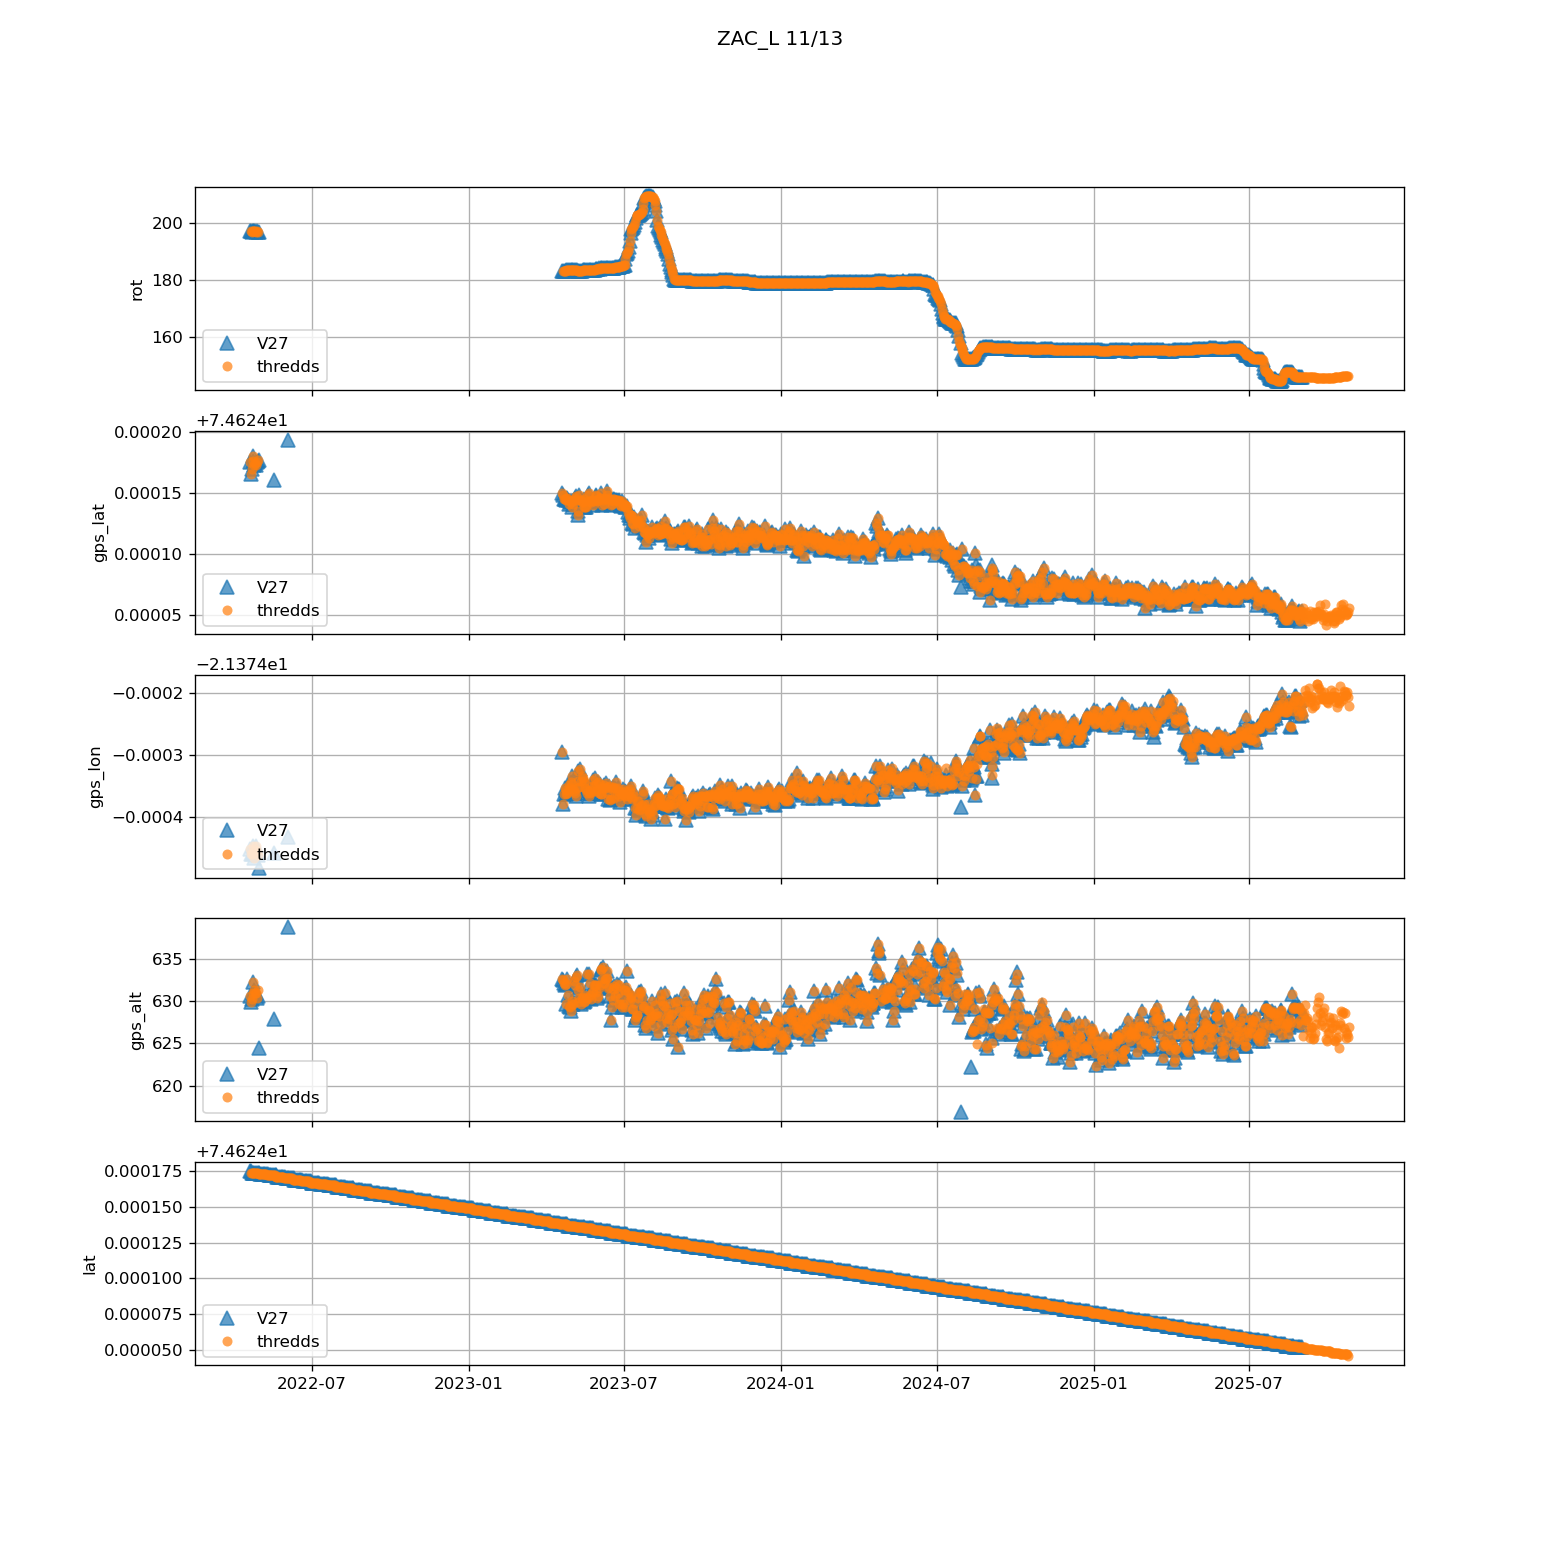 ZAC_L 11/13
200
180
160
rot
V27
thredds
+7.4624e1
0.00020
0.00015
0.00010
0.00005
gps_lat
V27
thredds
−2.1374e1
−0.0002
−0.0003
−0.0004
gps_lon
V27
thredds
635
630
625
620
gps_alt
V27
thredds
+7.4624e1
0.000175
0.000150
0.000125
0.000100
0.000075
0.000050
lat
V27
thredds
2022-07 2023-01 2023-07 2024-01 2024-07 2025-01 2025-07